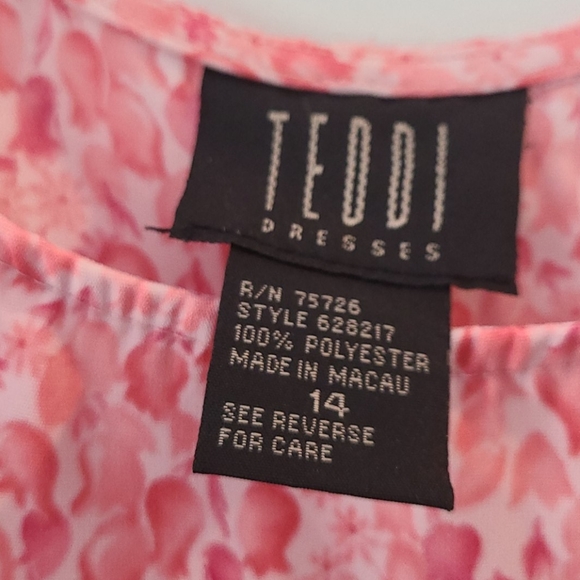 TEDDI
DRESSES
R/N 75726
STYLE 628217
100% POLYESTER
MADE IN MACAU
14
SEE REVERSE
FOR CARE